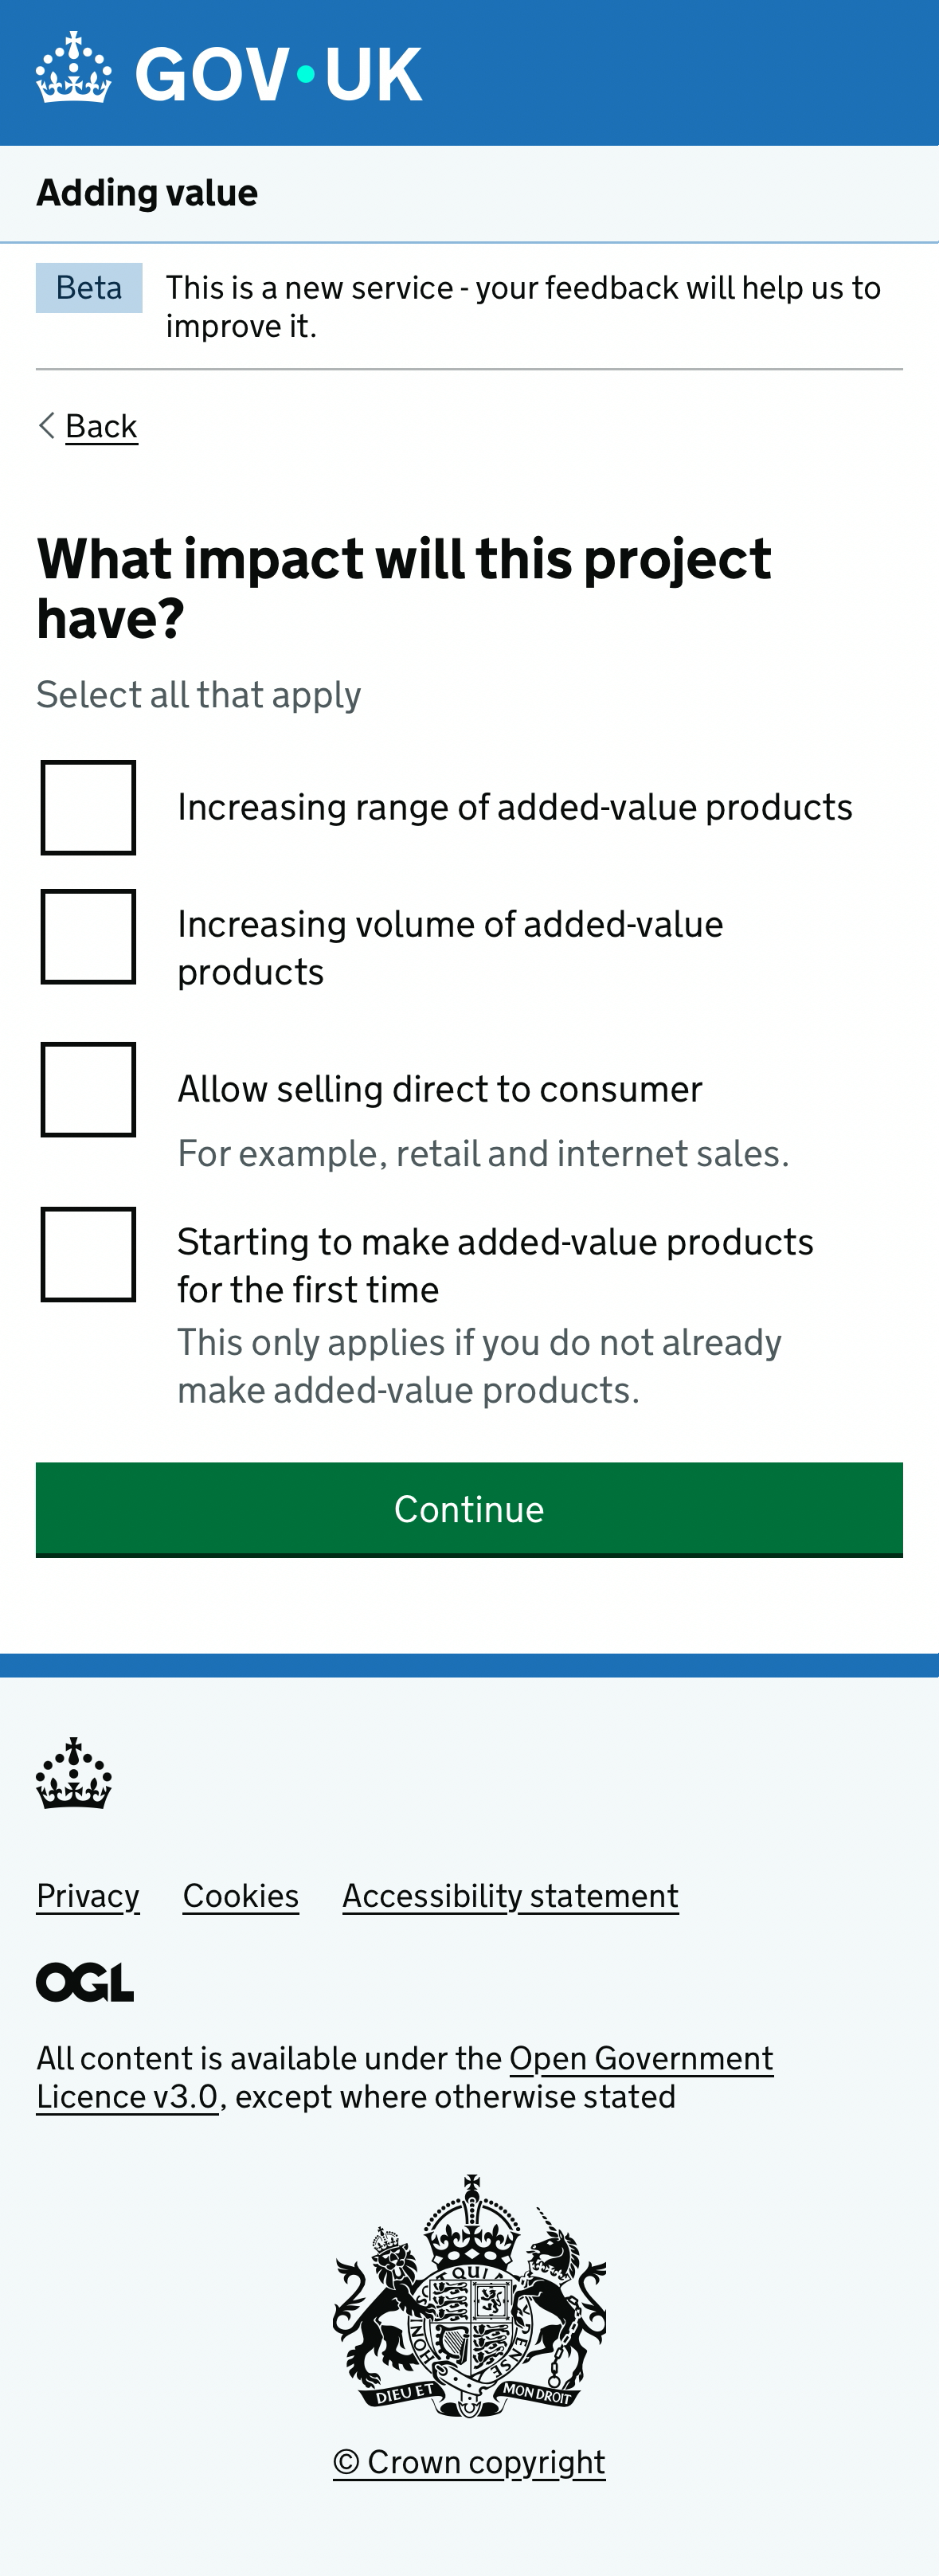 GOV.UK
Adding value
Beta
This is a new service - your feedback will help us to
improve it.
Back
What impact will this project
have?
Select all that apply
Increasing range of added-value products
Increasing volume of added-value
products
Allow selling direct to consumer
For example, retail and internet sales.
Starting to make added-value products
for the first time
This only applies if you do not already
make added-value products.
Continue
Privacy Cookies Accessibility statement
OGL
All content is available under the Open Government
Licence v3.0, except where otherwise stated
DIEU ET MON DROIT
© Crown copyright